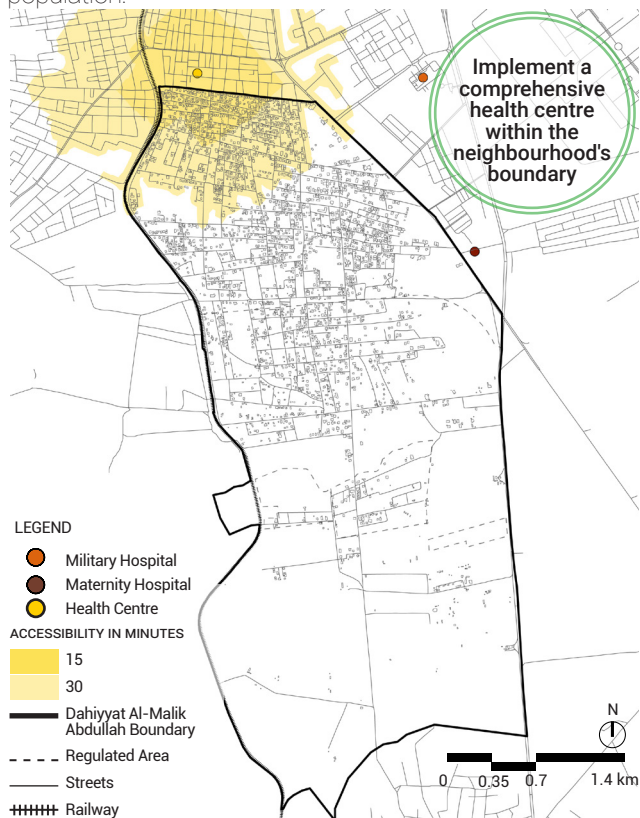 population.
Implement a
comprehensive
health centre
within the
neighbourhood's
boundary
LEGEND
Military Hospital
Maternity Hospital
Health Centre
ACCESSIBILITY IN MINUTES
15
30
Dahiyyat Al-Malik
Abdullah Boundary
Regulated Area
Streets
Railway
N
0 0.35 0.7 1.4 km